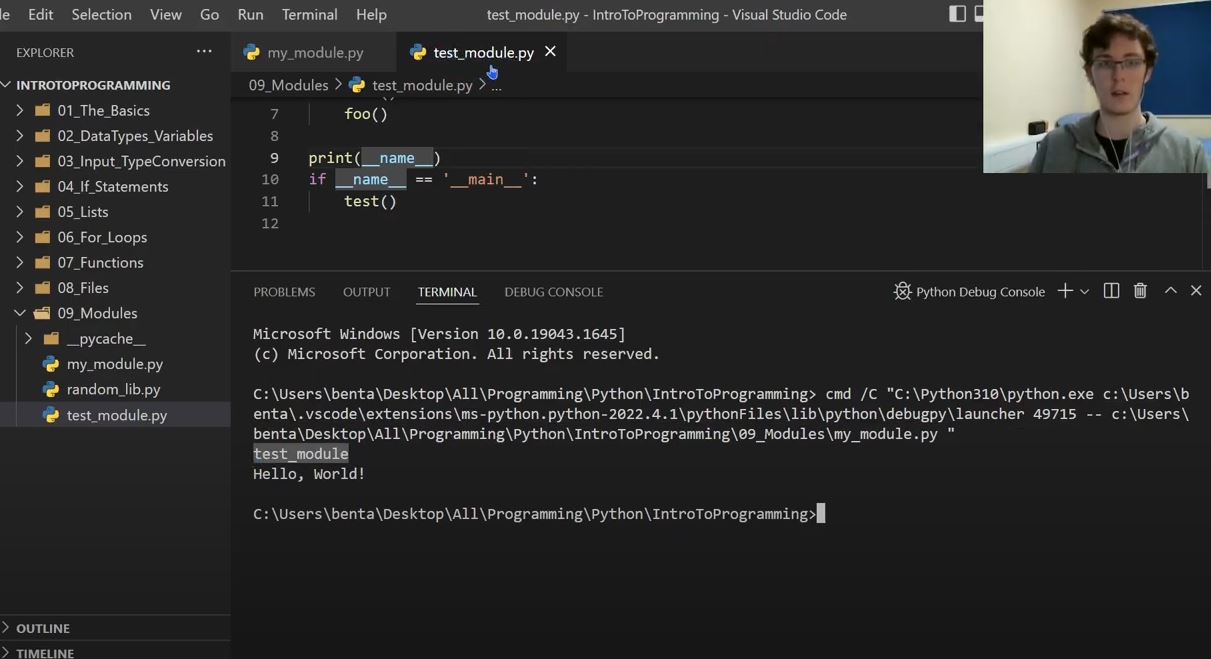 Edit Selection View Go Run Terminal Help test_module.py - IntroToProgramming - Visual Studio Code
EXPLORER ...
INTROTOPROGRAMMING
01_The_Basics
02_DataTypes_Variables
03_Input_TypeConversion
04_If_Statements
05_Lists
06_For_Loops
07_Functions
08_Files
09_Modules
__pycache__
my_module.py
random_lib.py
test_module.py
OUTLINE
TIMELINE
my_module.py test_module.py
09_Modules > test_module.py > ...
7 foo()
8
9 print(__name__)
10 if __name__ == '__main__':
11 test()
12
PROBLEMS OUTPUT TERMINAL DEBUG CONSOLE Python Debug Console
Microsoft Windows [Version 10.0.19043.1645]
(c) Microsoft Corporation. All rights reserved.
C:\Users\benta\Desktop\All\Programming\Python\IntroToProgramming> cmd /C "C:\Python310\python.exe c:\Users\b
enta\.vscode\extensions\ms-python.python-2022.4.1\pythonFiles\lib\python\debugpy\launcher 49715 -- c:\Users\
benta\Desktop\All\Programming\Python\IntroToProgramming\09_Modules\my_module.py "
test_module
Hello, World!
C:\Users\benta\Desktop\All\Programming\Python\IntroToProgramming>